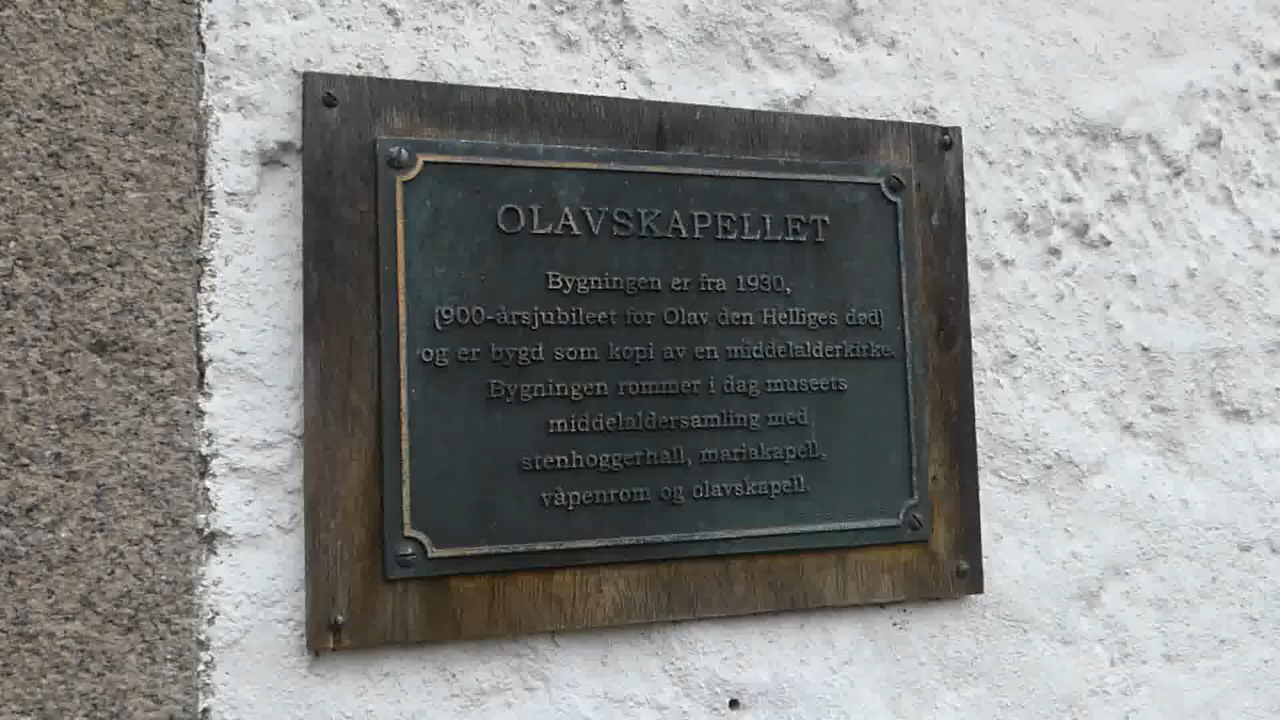 OLAVSKAPELLET
Bygningen er fra 1930,
(900-årsjubileet for Olav den Helliges død)
og er bygd som kopi av en middelalderkirke.
Bygningen rommer i dag museets
middelaldersamling med
stenhoggerhall, mariakapell,
våpenrom og olavskapell.